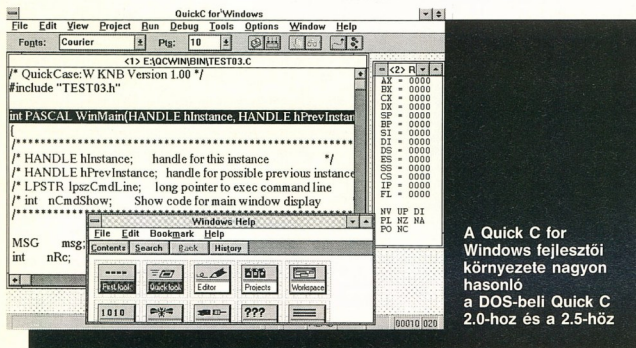 QuickC for Windows
File Edit View Project Run Debug Tools Options Window Help
Fonts: Courier Pts: 10
<1> E:\QCWIN\BIN\TEST03.C
/* QuickCase:W KNB Version 1.00 */
#include "TEST03.h"
int PASCAL WinMain(HANDLE hInstance, HANDLE hPrevInstan
{
/***********************************************************
/* HANDLE hInstance; handle for this instance */
/* HANDLE hPrevInstance; handle for possible previous instance
/* LPSTR lpszCmdLine; long pointer to exec command line
/* int nCmdShow; Show code for main window display
/***********************************************************
MSG msg;
int nRc;
<2> R
AX = 0000
BX = 0000
CX = 0000
DX = 0000
SP = 0000
BP = 0000
SI = 0000
DI = 0000
DS = 0000
ES = 0000
SS = 0000
CS = 0000
IP = 0000
FL = 0000
NV UP DI
PL NZ NA
PO NC
Windows Help
File Edit Bookmark Help
Contents Search Back History
First look Quick look Editor Projects Workspace
1010 ???
00010 020
A Quick C for
Windows fejlesztői
környezete nagyon
hasonló
a DOS-beli Quick C
2.0-hoz és a 2.5-höz